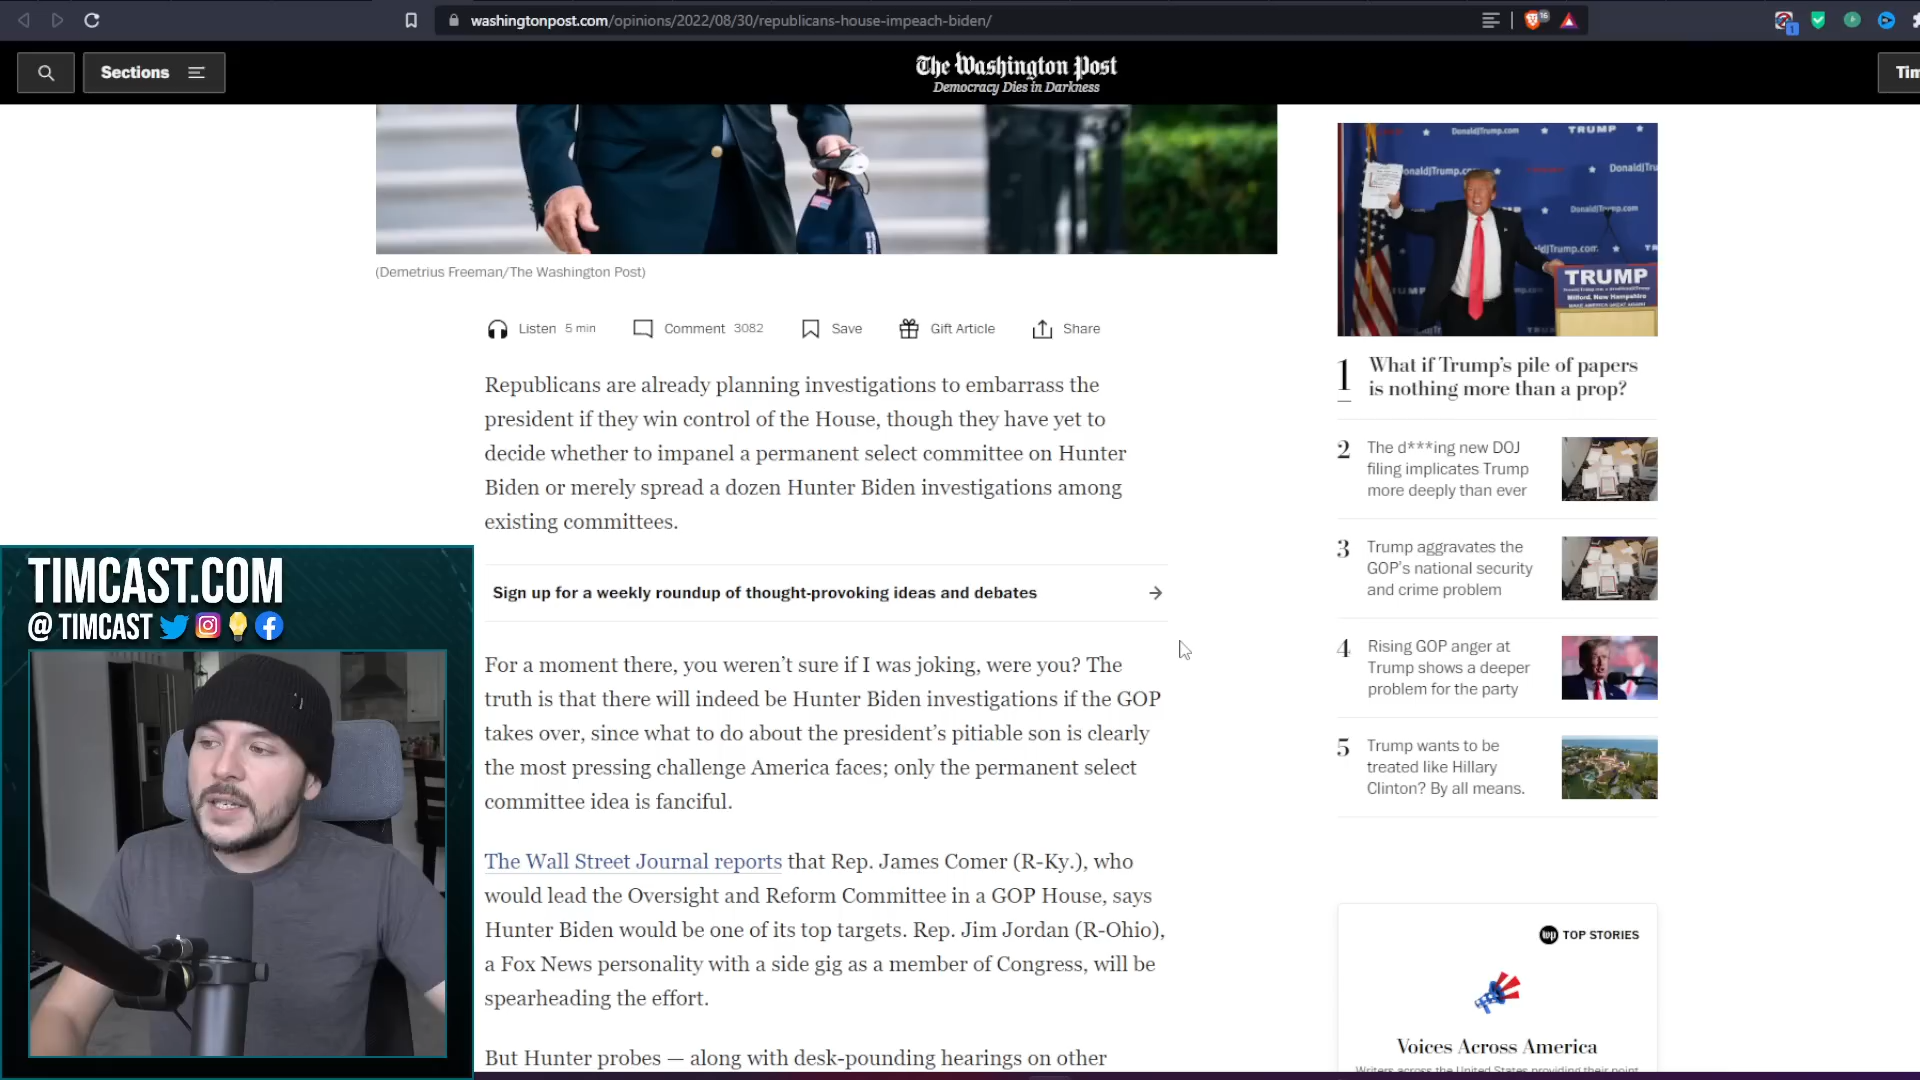 washingtonpost.com/opinions/2022/08/30/republicans-house-impeach-biden/
16
1
Sections
The Washington Post
Democracy Dies in Darkness
Tim
(Demetrius Freeman/The Washington Post)
Listen 5 min
Comment 3082
Save
Gift Article
Share
Republicans are already planning investigations to embarrass the
president if they win control of the House, though they have yet to
decide whether to impanel a permanent select committee on Hunter
Biden or merely spread a dozen Hunter Biden investigations among
existing committees.
Sign up for a weekly roundup of thought-provoking ideas and debates
For a moment there, you weren't sure if I was joking, were you? The
truth is that there will indeed be Hunter Biden investigations if the GOP
takes over, since what to do about the president's pitiable son is clearly
the most pressing challenge America faces; only the permanent select
committee idea is fanciful.
The Wall Street Journal reports that Rep. James Comer (R-Ky.), who
would lead the Oversight and Reform Committee in a GOP House, says
Hunter Biden would be one of its top targets. Rep. Jim Jordan (R-Ohio),
a Fox News personality with a side gig as a member of Congress, will be
spearheading the effort.
But Hunter probes — along with desk-pounding hearings on other
DonaldJTrump.com
TRUMP
TRUMP
Milford, New Hampshire
1 What if Trump's pile of papers
is nothing more than a prop?
2 The d***ing new DOJ
filing implicates Trump
more deeply than ever
3 Trump aggravates the
GOP's national security
and crime problem
4 Rising GOP anger at
Trump shows a deeper
problem for the party
5 Trump wants to be
treated like Hillary
Clinton? By all means.
wp TOP STORIES
Voices Across America
Writers across the United States providing their point
TIMCAST.COM
@ TIMCAST